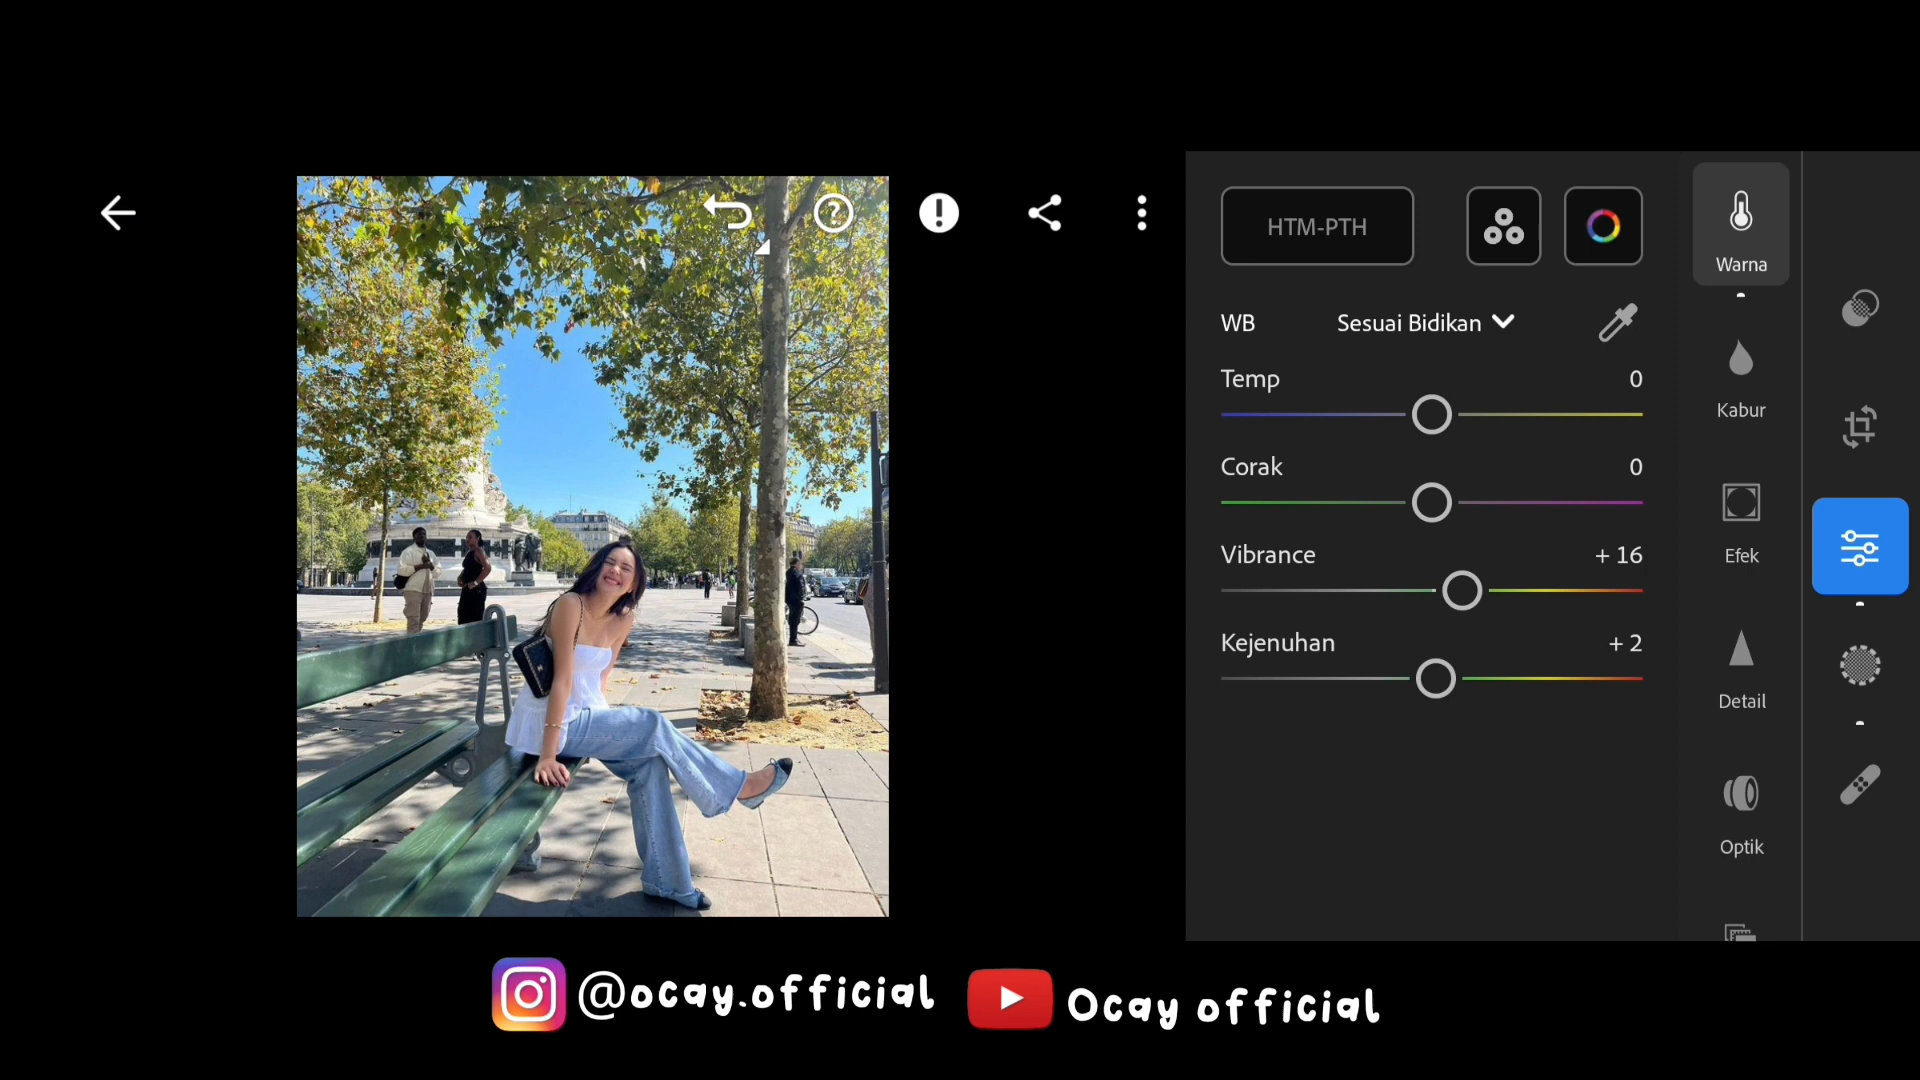 HTM-PTH
Warna
WB Sesuai Bidikan
Temp 0
Corak 0
Vibrance + 16
Kejenuhan + 2
Kabur
Efek
Detail
Optik
@ocay.official
Ocay official